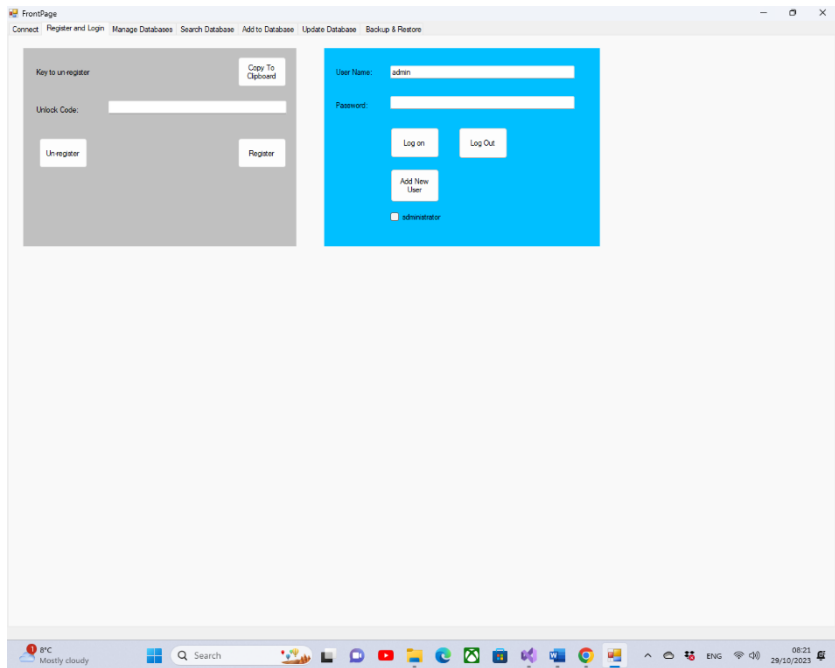 FrontPage
Connect Register and Login Manage Databases Search Database Add to Database Update Database Backup & Restore
Key to un-register
Copy To
Clipboard
Unlock Code:
Un-register
Register
User Name:
admin
Password:
Log on
Log Out
Add New
User
administrator
1
8°C
Mostly cloudy
Search
ENG
08:21
29/10/2023